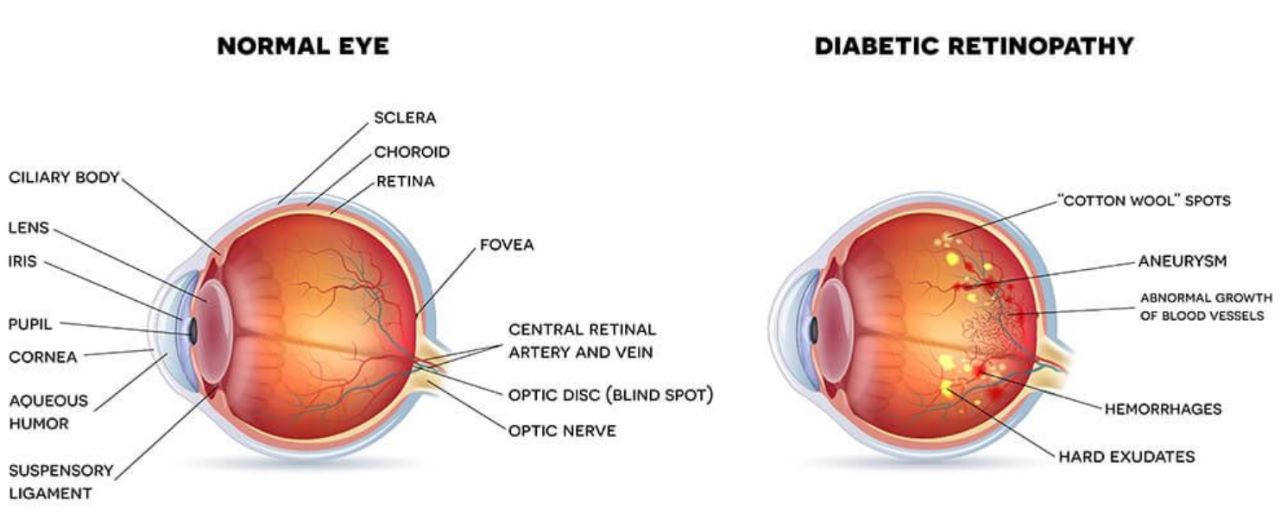 NORMAL EYE
SCLERA
CHOROID
RETINA
CILIARY BODY
LENS
IRIS
PUPIL
CORNEA
AQUEOUS
HUMOR
SUSPENSORY
LIGAMENT
FOVEA
CENTRAL RETINAL
ARTERY AND VEIN
OPTIC DISC (BLIND SPOT)
OPTIC NERVE
DIABETIC RETINOPATHY
"COTTON WOOL" SPOTS
ANEURYSM
ABNORMAL GROWTH
OF BLOOD VESSELS
HEMORRHAGES
HARD EXUDATES